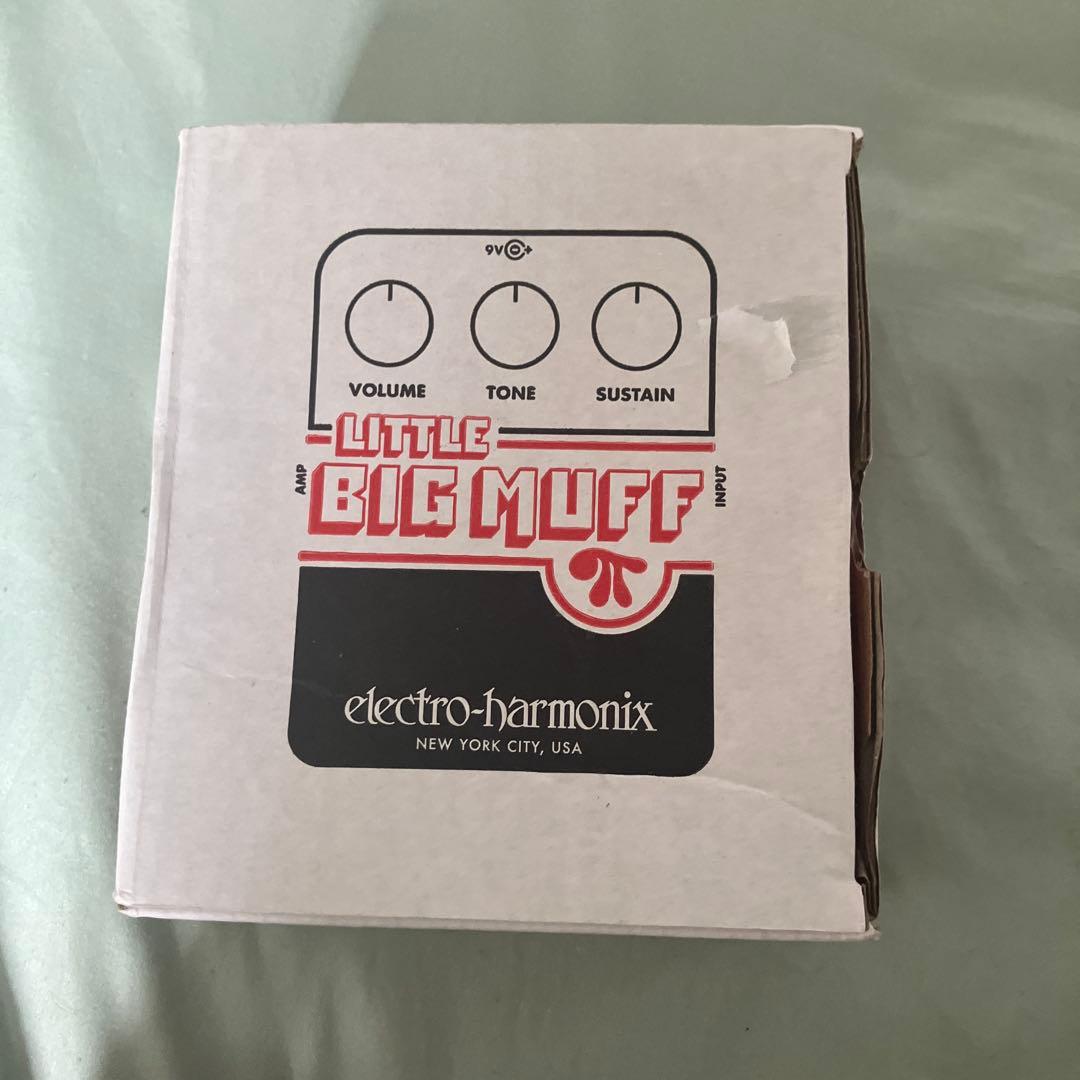 9V
VOLUME TONE SUSTAIN
LITTLE
AMP
BIG MUFF
INPUT
π
electro-harmonix
NEW YORK CITY, USA